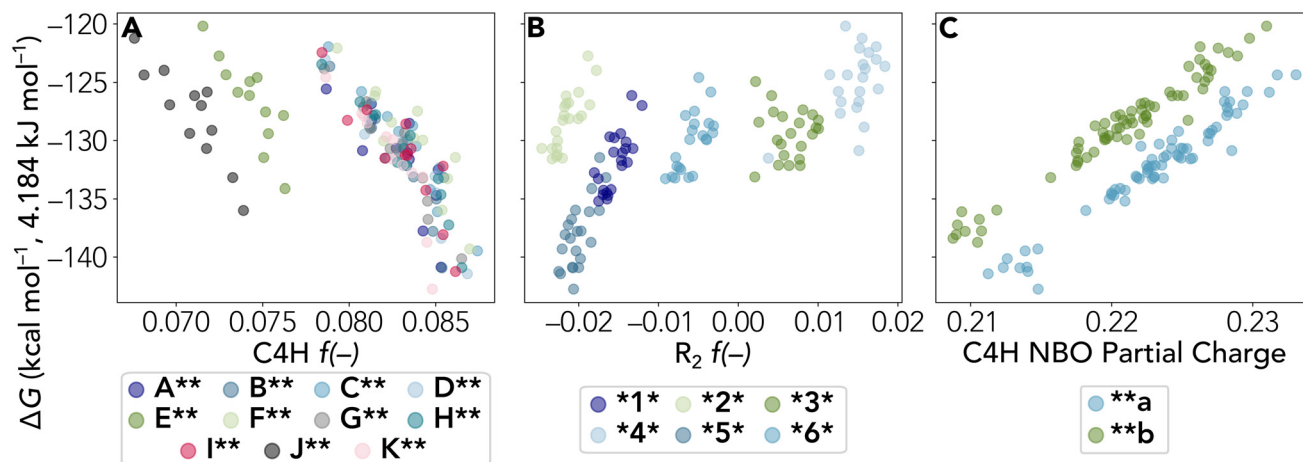 A
B
C
ΔG (kcal mol⁻¹, 4.184 kJ mol⁻¹)
−120
−125
−130
−135
−140
0.070 0.075 0.080 0.085
−0.02 −0.01 0.00 0.01 0.02
0.21 0.22 0.23
C4H f(–)
R₂ f(–)
C4H NBO Partial Charge
A** B** C** D**
E** F** G** H**
I** J** K**
*1* *2* *3*
*4* *5* *6*
**a
**b